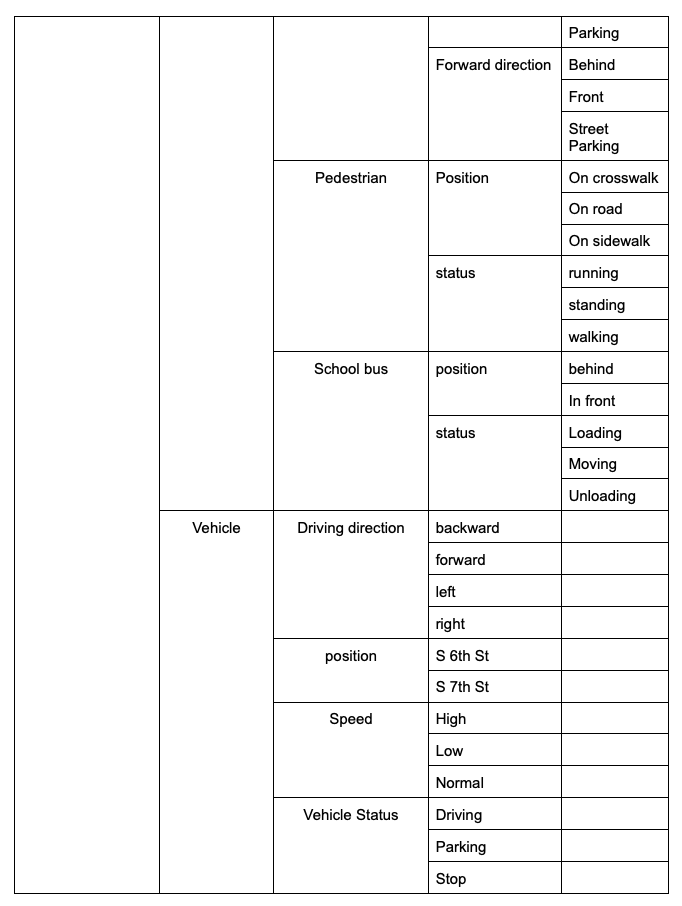 Parking
Forward direction Behind
Front
Street
Parking
Pedestrian Position On crosswalk
On road
On sidewalk
status running
standing
walking
School bus position behind
In front
status Loading
Moving
Unloading
Vehicle Driving direction backward
forward
left
right
position S 6th St
S 7th St
Speed High
Low
Normal
Vehicle Status Driving
Parking
Stop